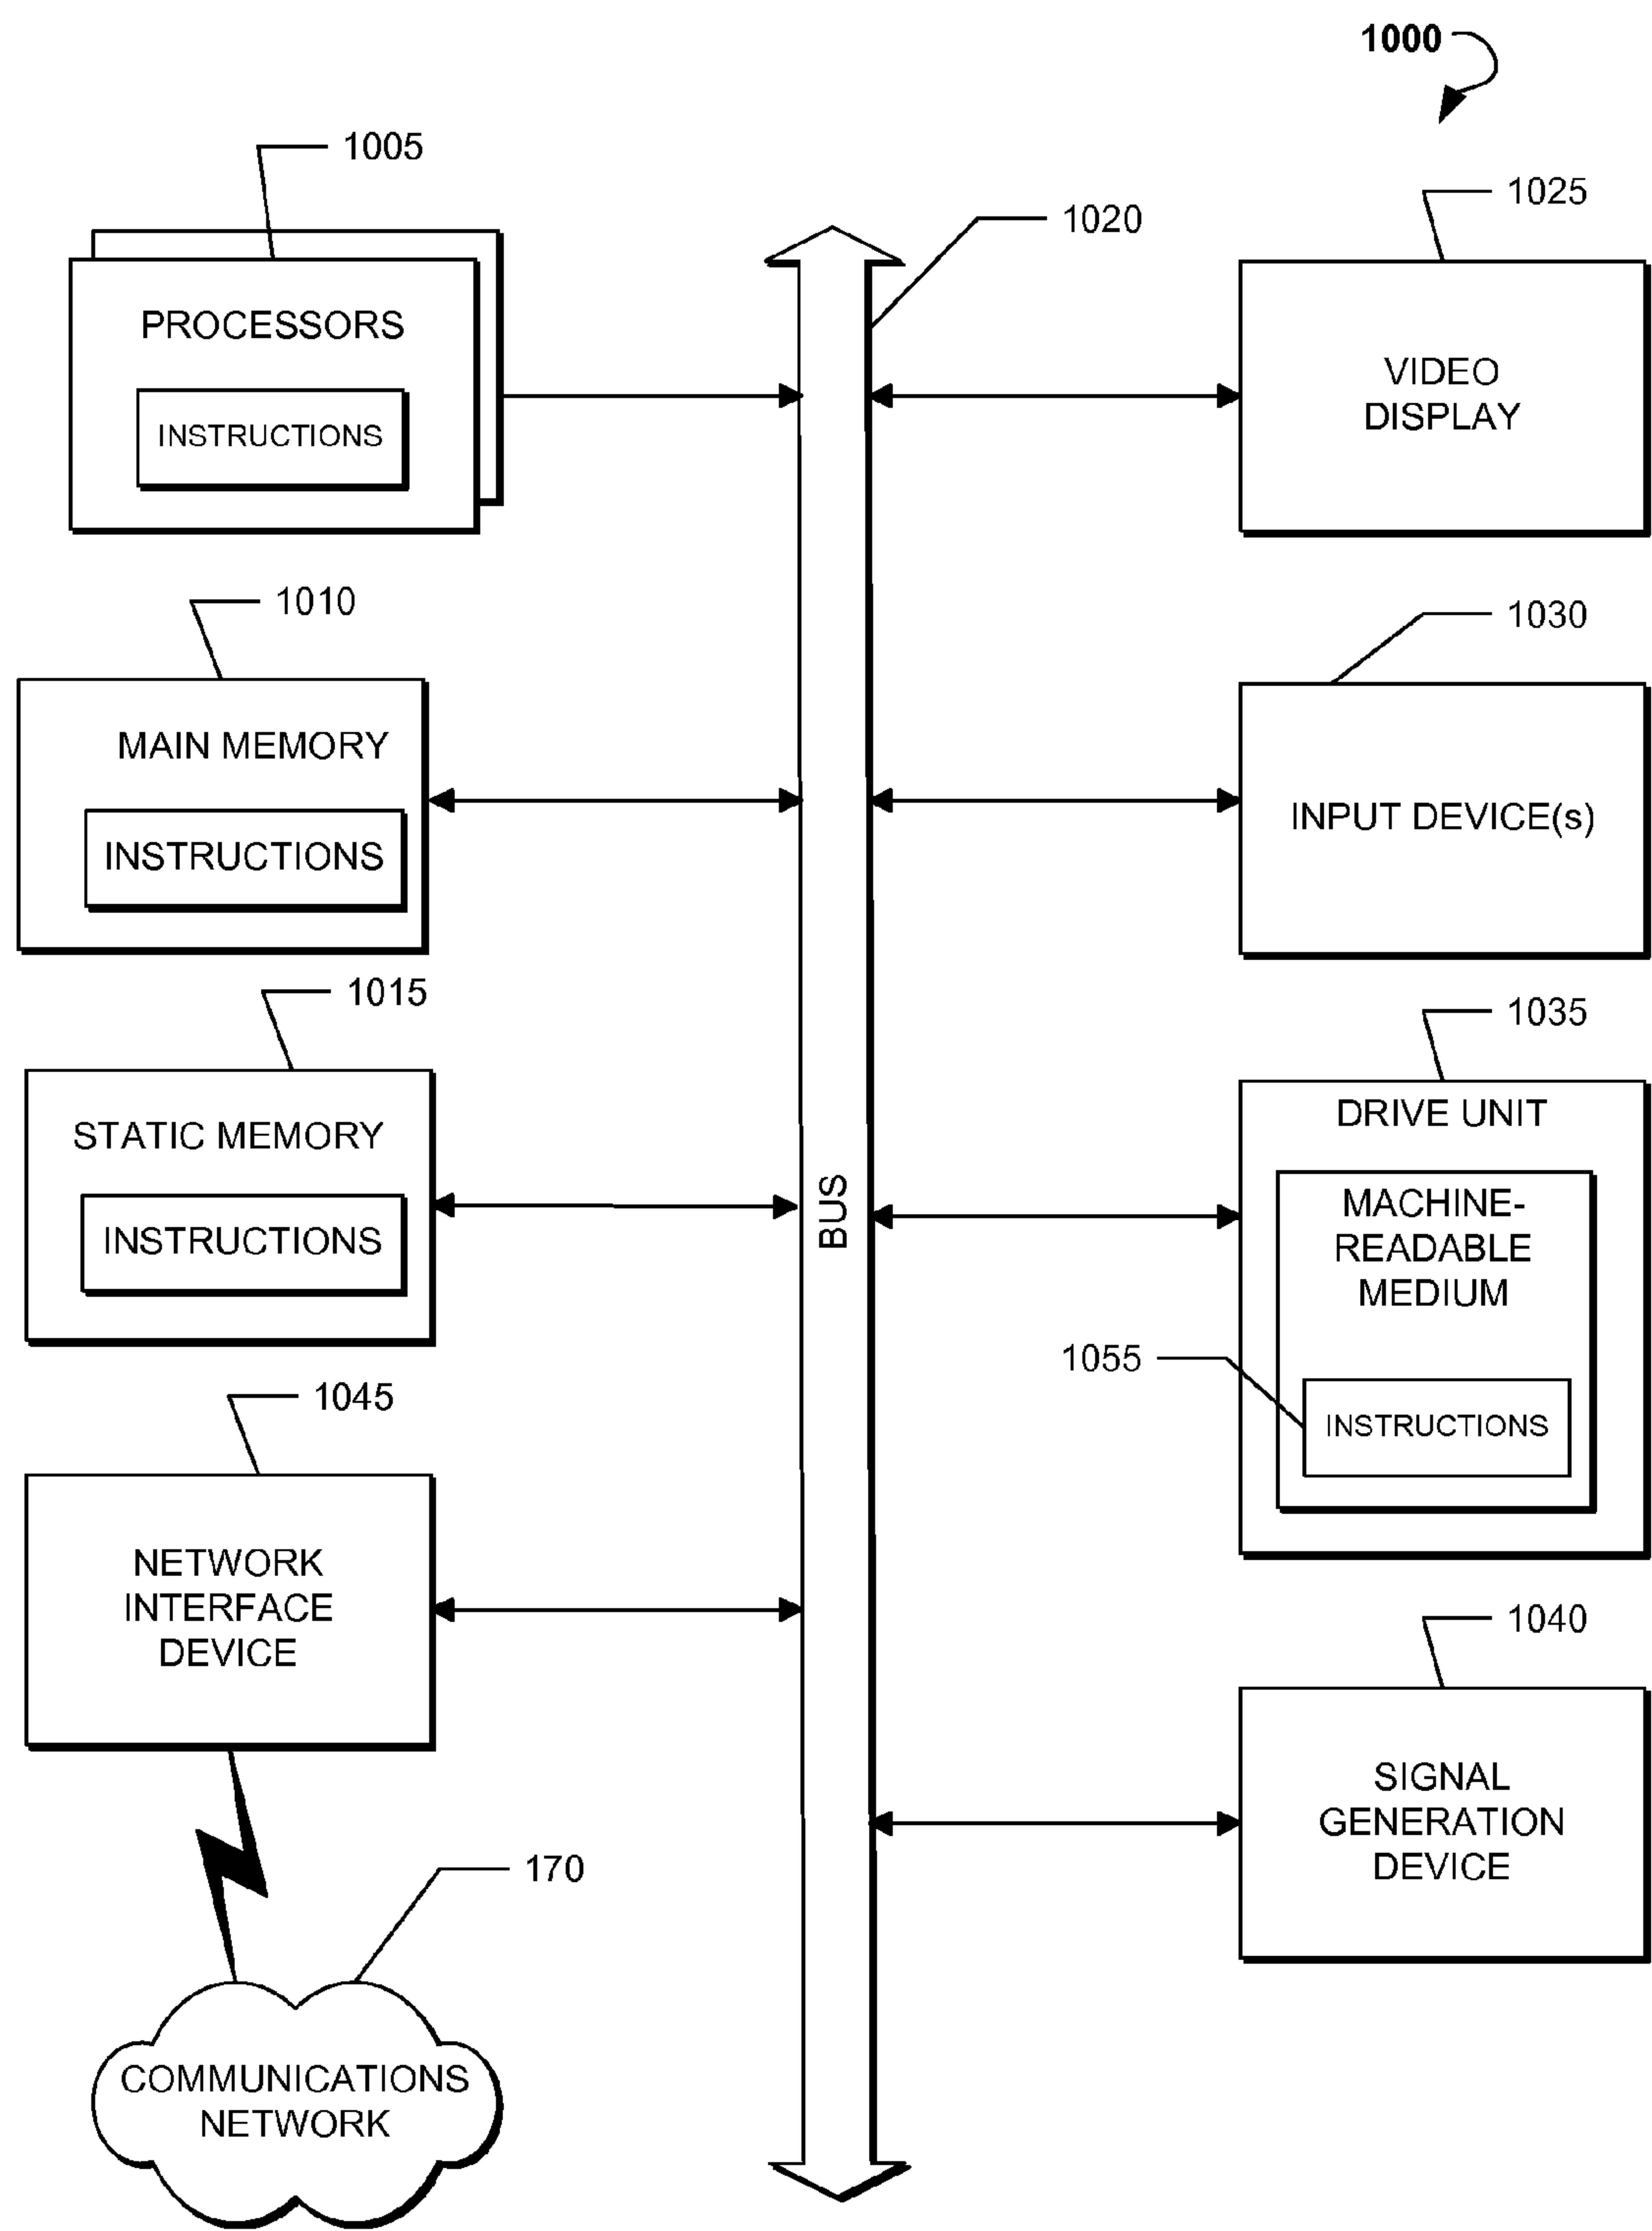 1000
1005
PROCESSORS
INSTRUCTIONS
1020
1025
VIDEO
DISPLAY
1010
MAIN MEMORY
INSTRUCTIONS
1030
INPUT DEVICE(s)
1015
STATIC MEMORY
INSTRUCTIONS
BUS
1035
DRIVE UNIT
MACHINE-
READABLE
MEDIUM
1055
INSTRUCTIONS
1045
NETWORK
INTERFACE
DEVICE
1040
SIGNAL
GENERATION
DEVICE
170
COMMUNICATIONS
NETWORK